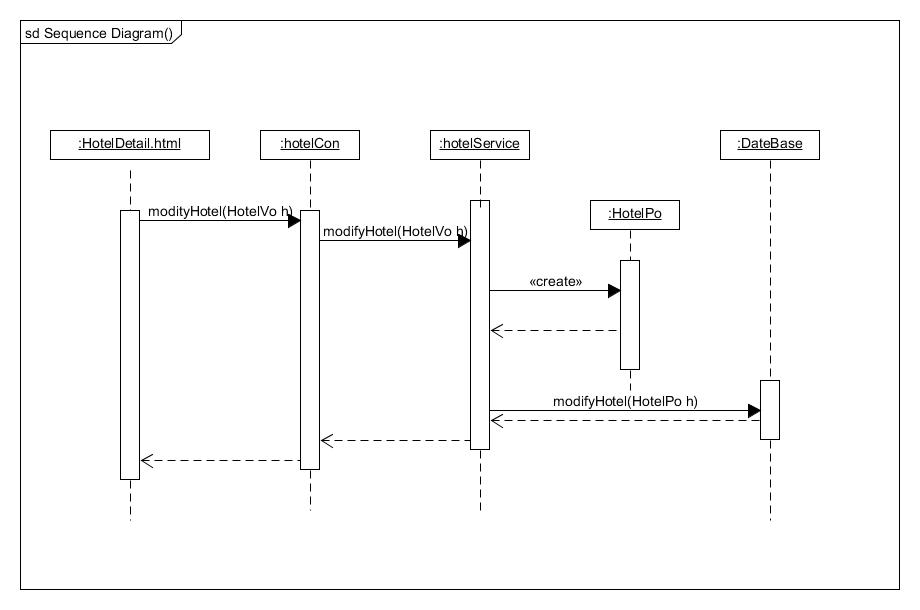 sd Sequence Diagram()
:HotelDetail.html
:hotelCon
:hotelService
:DateBase
:HotelPo
modityHotel(HotelVo h)
modifyHotel(HotelVo h)
«create»
modifyHotel(HotelPo h)